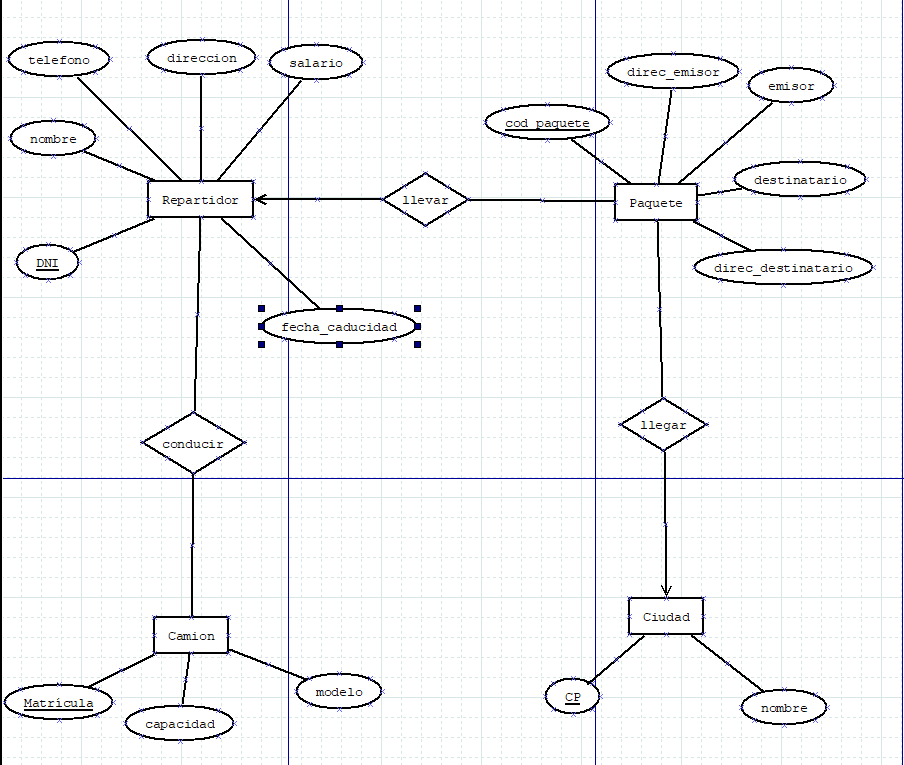 telefono
direccion
salario
direc_emisor
emisor
cod_paquete
nombre
destinatario
Repartidor
llevar
Paquete
DNI
direc_destinatario
fecha_caducidad
conducir
llegar
Camion
Ciudad
Matrícula
capacidad
modelo
CP
nombre